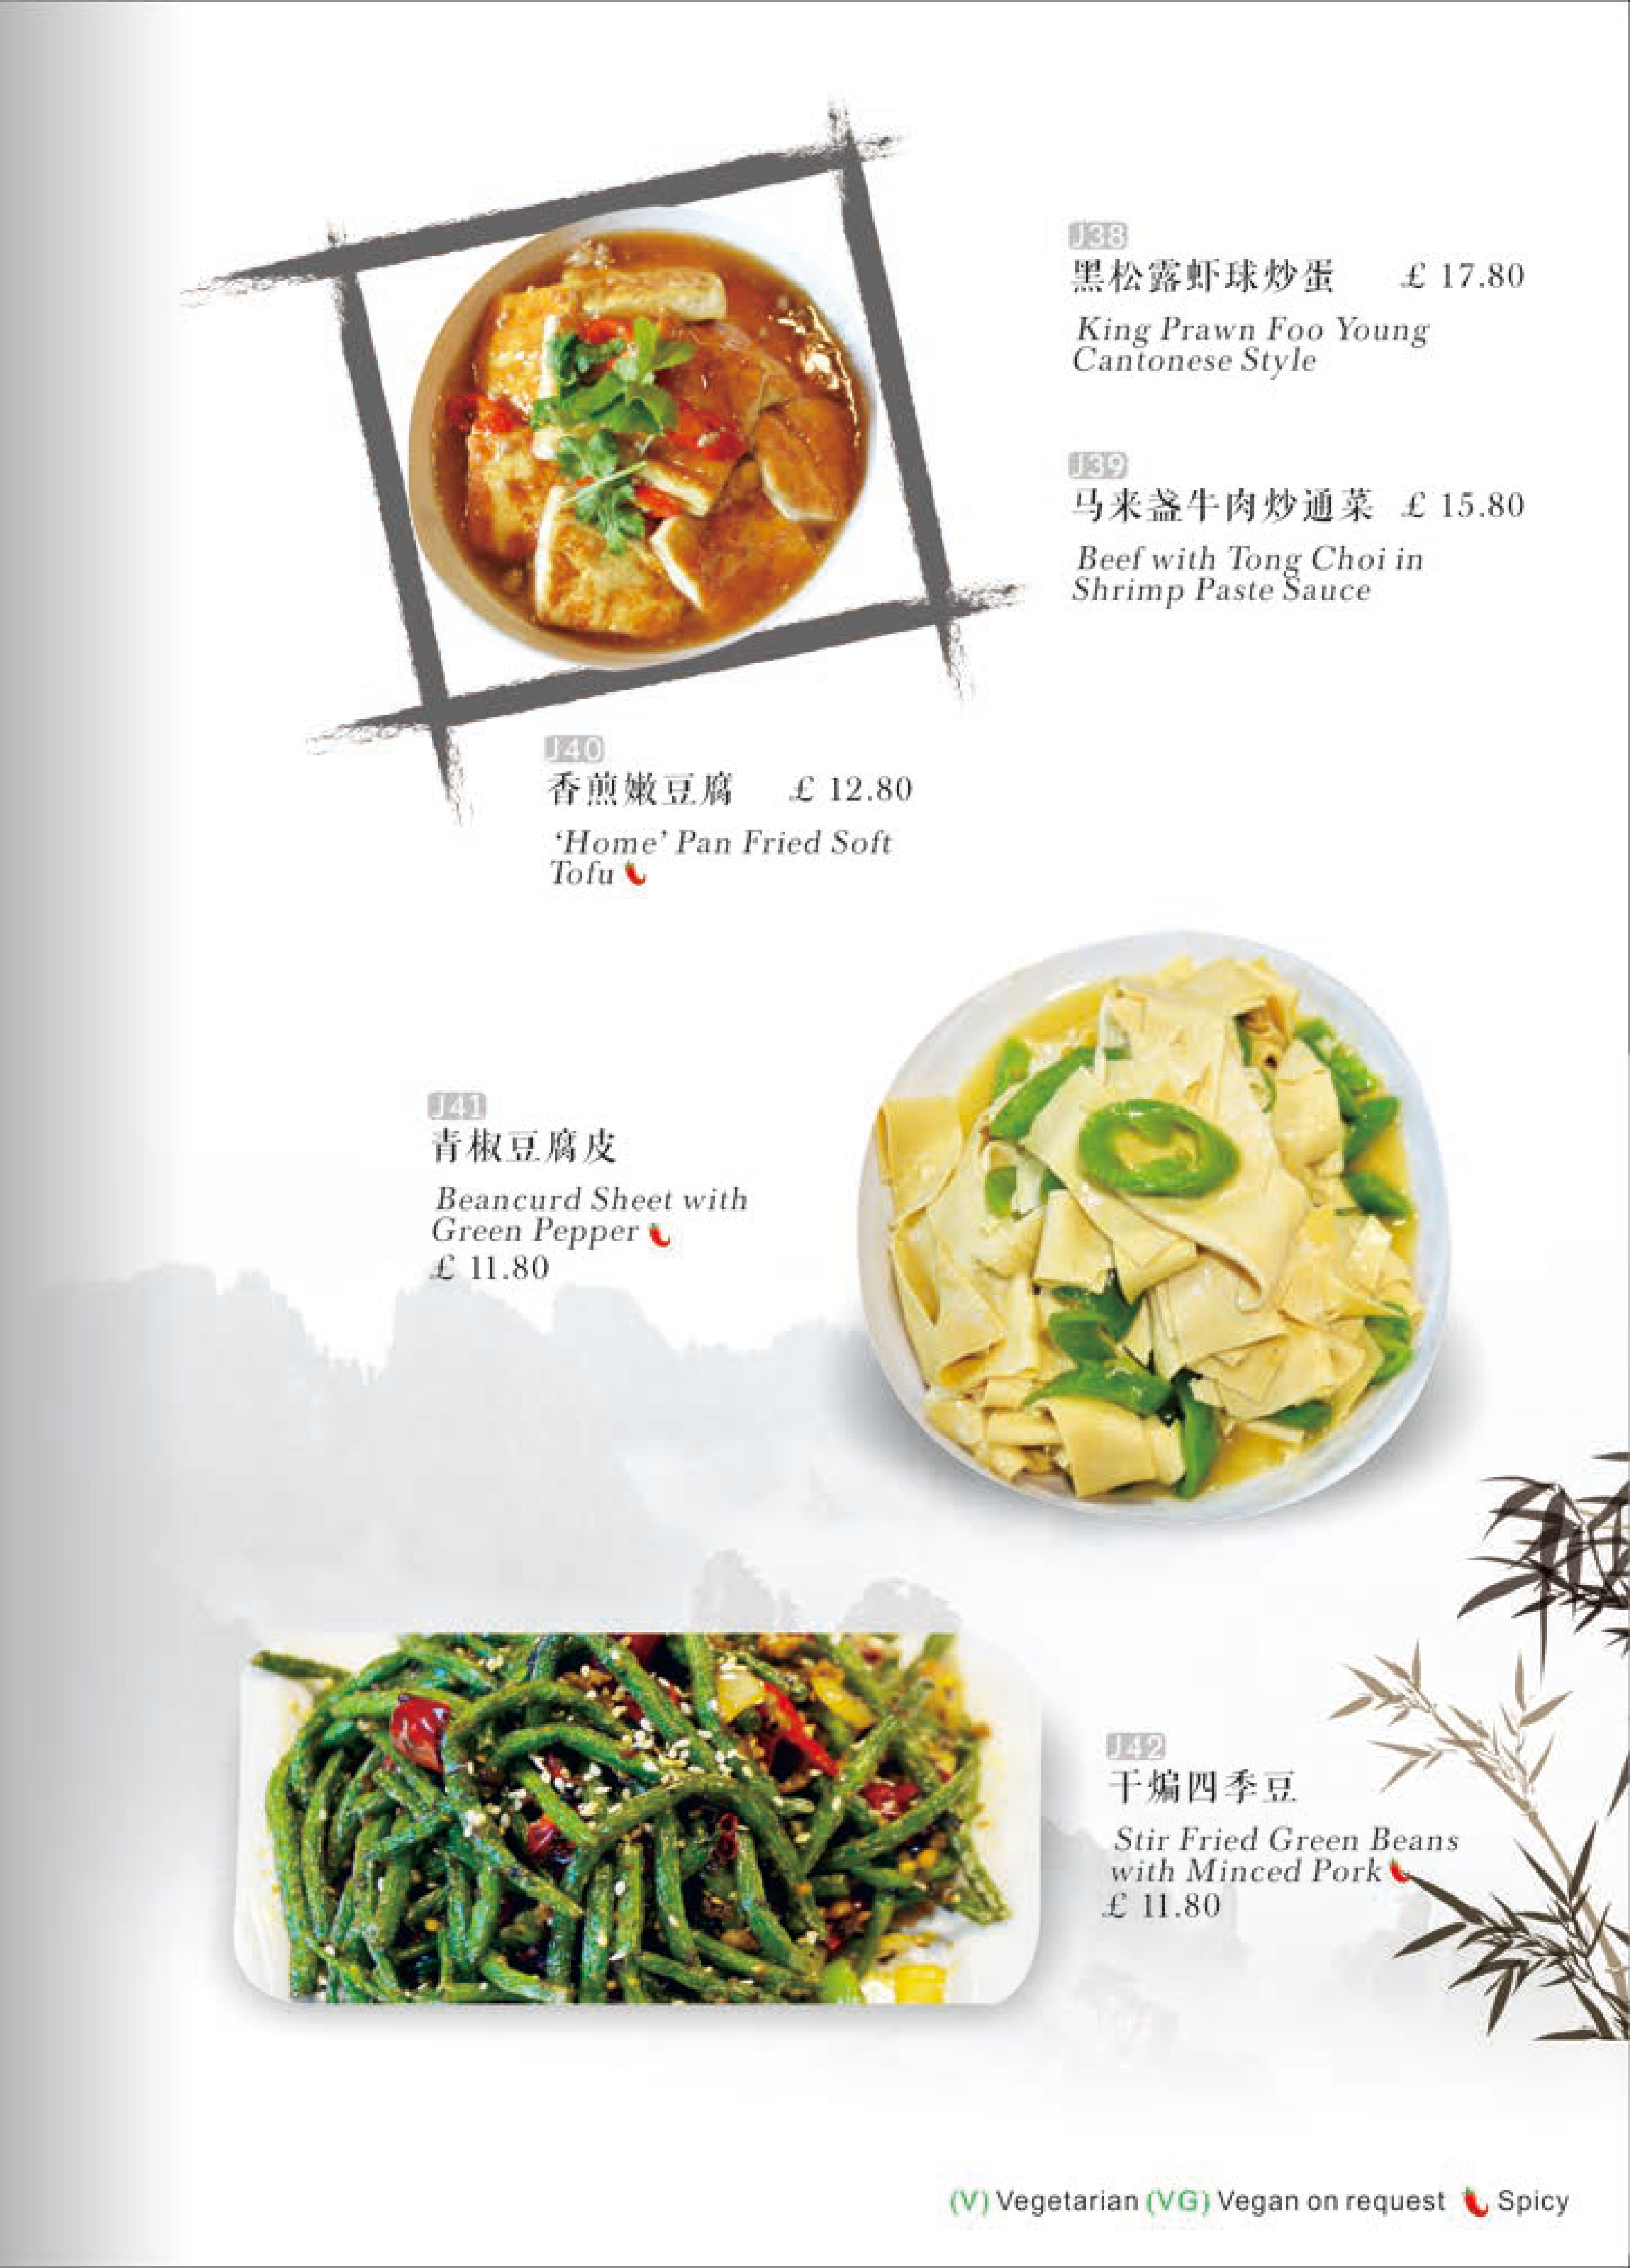 J38
黑松露虾球炒蛋 £ 17.80
King Prawn Foo Young
Cantonese Style
J39
马来盏牛肉炒通菜 £ 15.80
Beef with Tong Choi in
Shrimp Paste Sauce
J40
香煎嫩豆腐 £ 12.80
‘Home’ Pan Fried Soft
Tofu
J41
青椒豆腐皮
Beancurd Sheet with
Green Pepper
£ 11.80
J42
干煸四季豆
Stir Fried Green Beans
with Minced Pork
£ 11.80
(V) Vegetarian (VG) Vegan on request Spicy